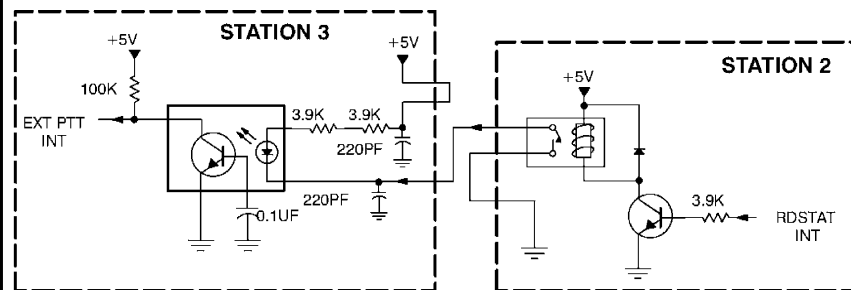 STATION 3
+5V
+5V
100K
EXT PTT
INT
3.9K
3.9K
220PF
220PF
0.1UF
STATION 2
+5V
3.9K
RDSTAT
INT